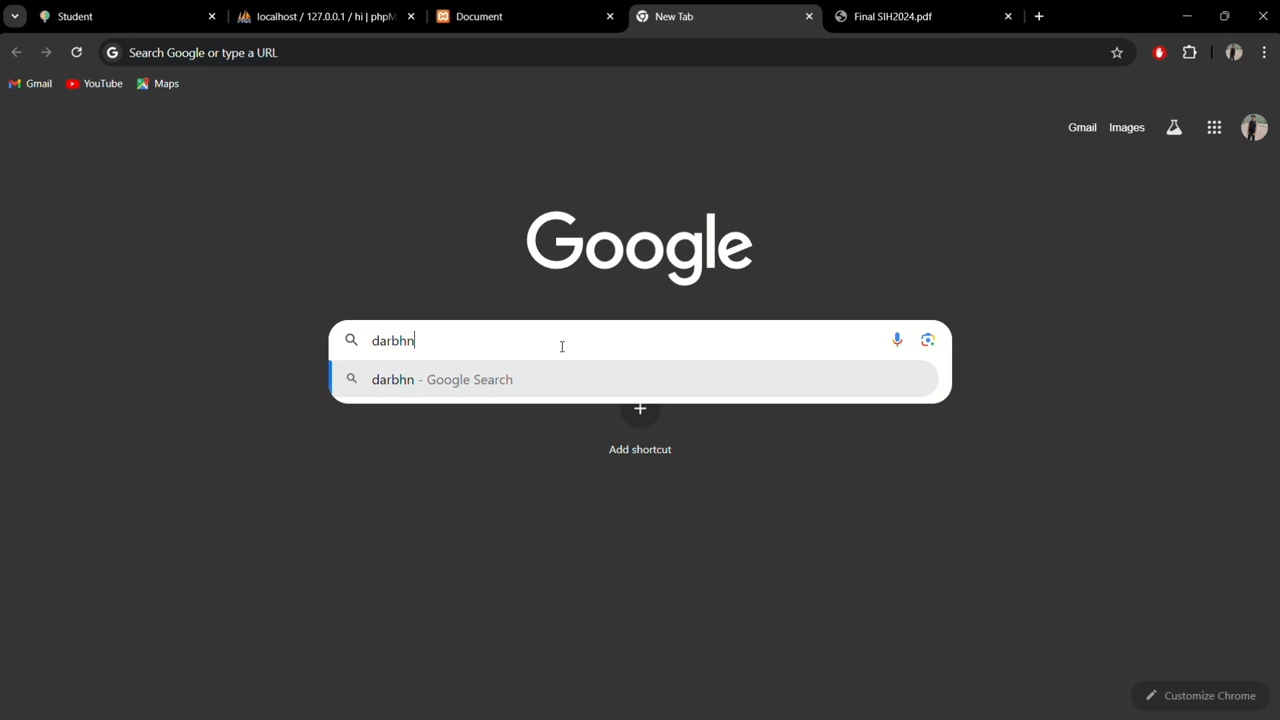 Student
localhost / 127.0.0.1 / hi | phpM
Document
New Tab
Final SIH2024.pdf
Search Google or type a URL
Gmail
YouTube
Maps
Gmail
Images
Google
darbhn
darbhn - Google Search
Add shortcut
Customize Chrome